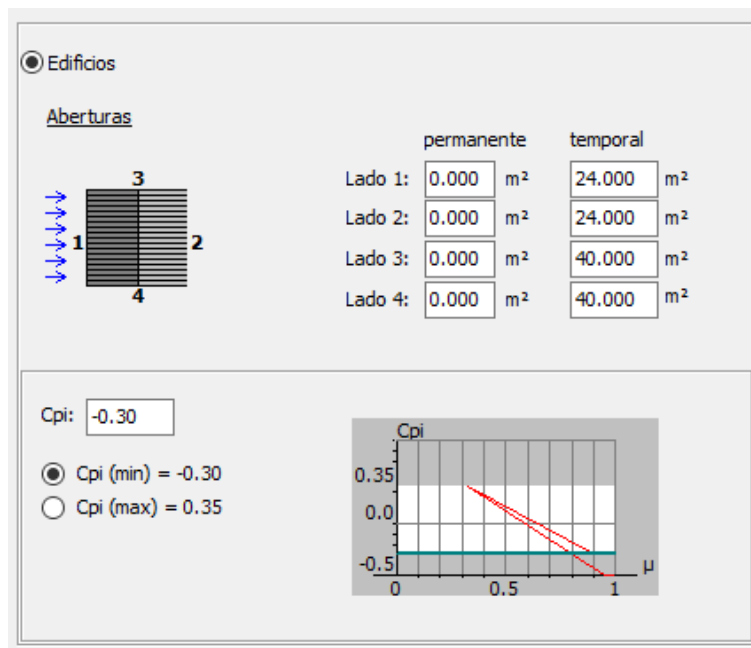 Edificios
Aberturas
permanente temporal
Lado 1: 0.000 m² 24.000 m²
Lado 2: 0.000 m² 24.000 m²
Lado 3: 0.000 m² 40.000 m²
Lado 4: 0.000 m² 40.000 m²
3
1 2
4
Cpi: -0.30
Cpi (min) = -0.30
Cpi (max) = 0.35
Cpi
0.35
0.0
-0.5
0 0.5 1 µ